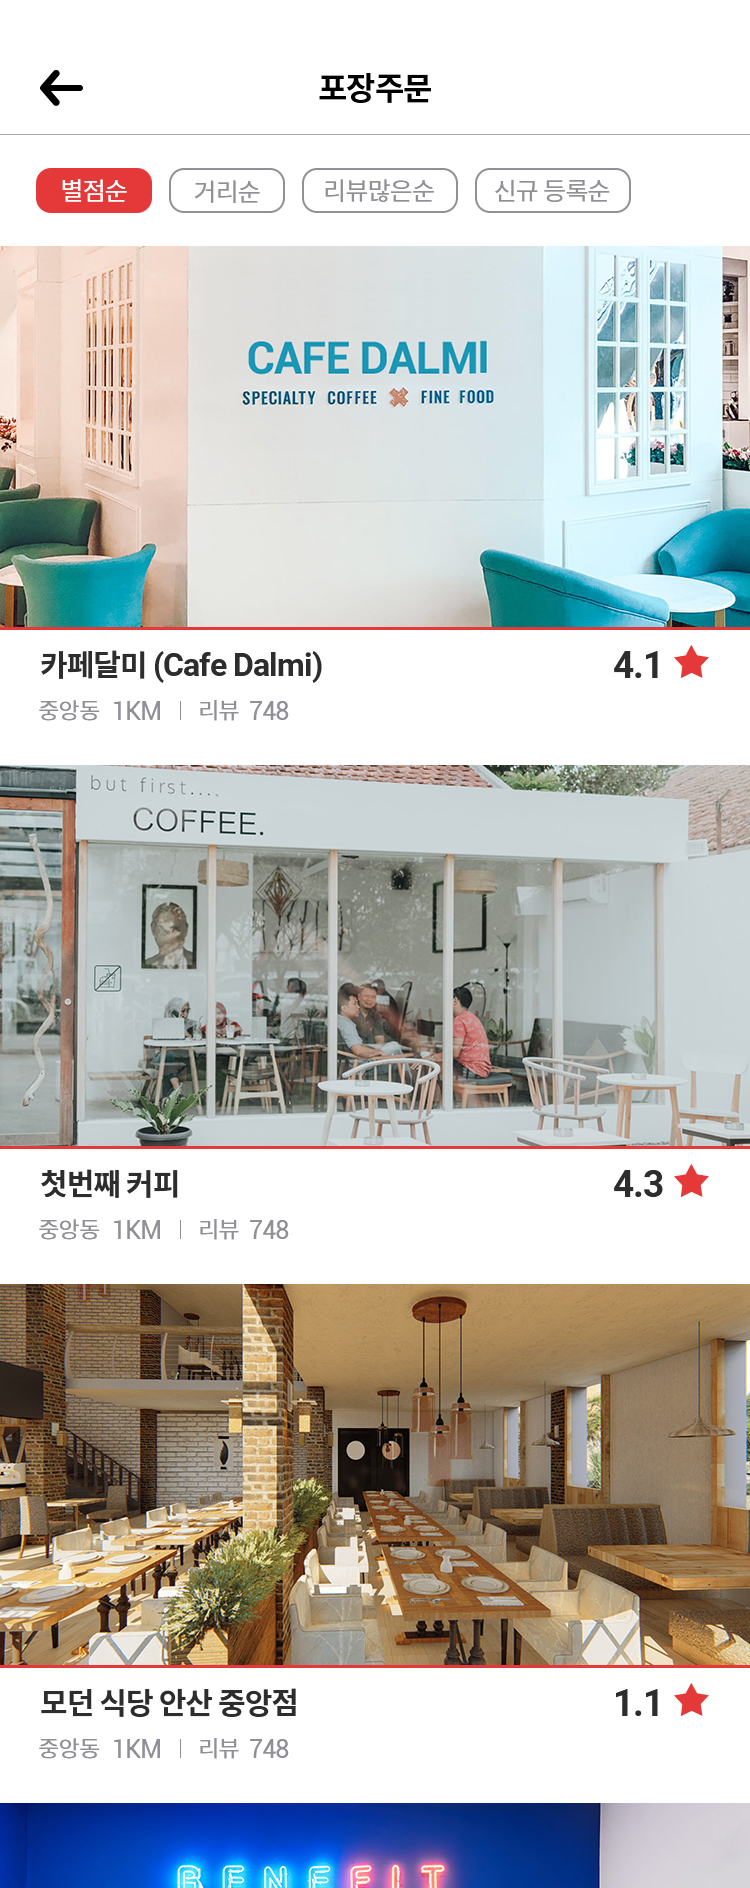 포장주문
별점순 거리순 리뷰많은순 신규 등록순
CAFE DALMI
SPECIALTY COFFEE FINE FOOD
카페달미 (Cafe Dalmi) 4.1
중앙동 1KM | 리뷰 748
but first....
COFFEE.
첫번째 커피 4.3
중앙동 1KM | 리뷰 748
모던 식당 안산 중앙점 1.1
중앙동 1KM | 리뷰 748
BENEFIT